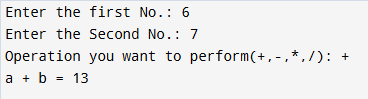 Enter the first No.: 6
Enter the Second No.: 7
Operation you want to perform(+,-,*,/): +
a + b = 13